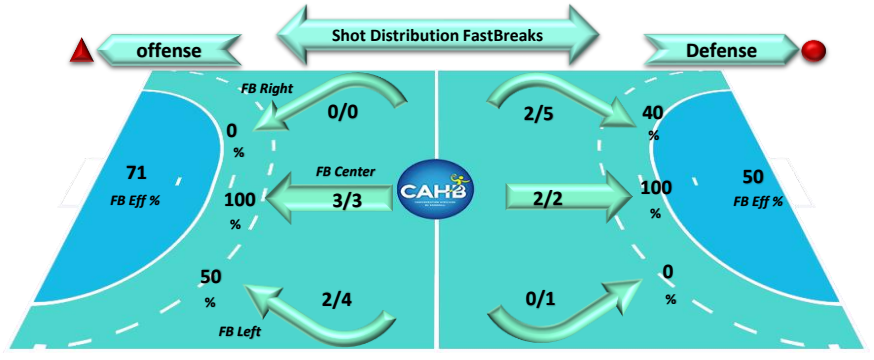 Shot Distribution FastBreaks
offense
Defense
FB Right
0/0
2/5
40
%
0
%
71
FB Eff %
FB Center
3/3
100
%
CAHB
2/2
100
%
50
FB Eff %
50
%
2/4
FB Left
0/1
0
%